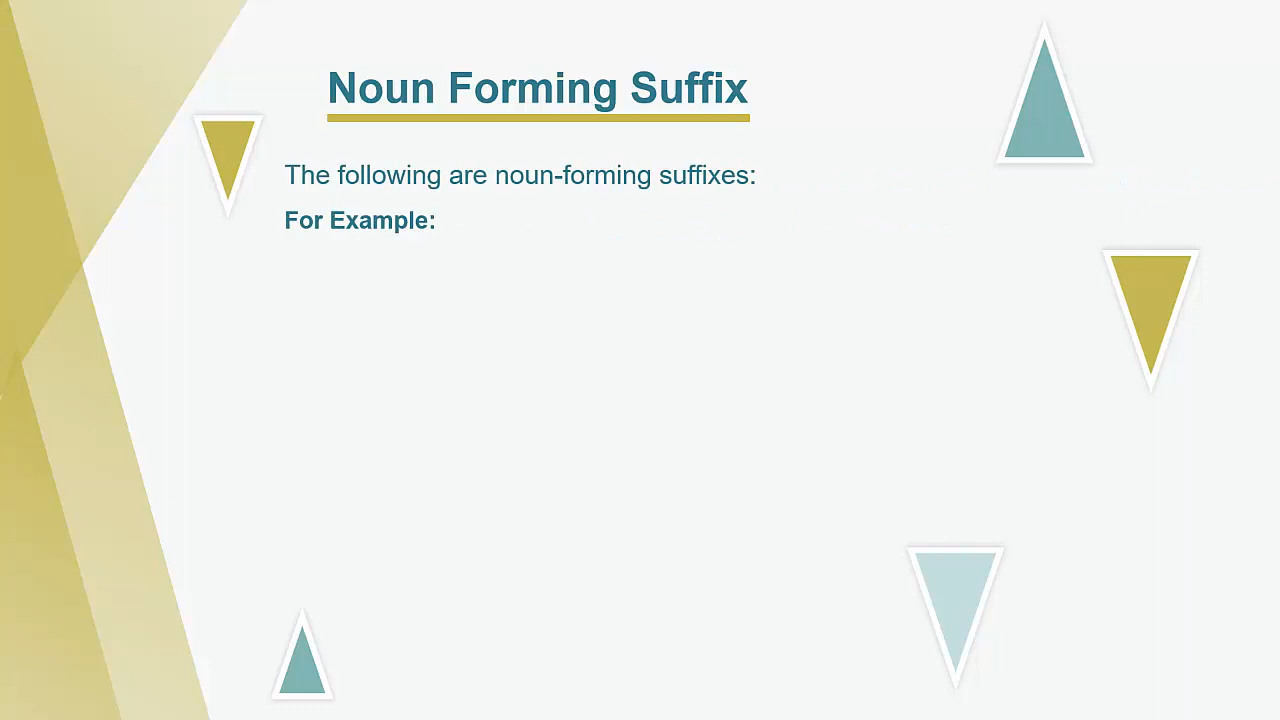 Noun Forming Suffix
The following are noun-forming suffixes:
For Example: